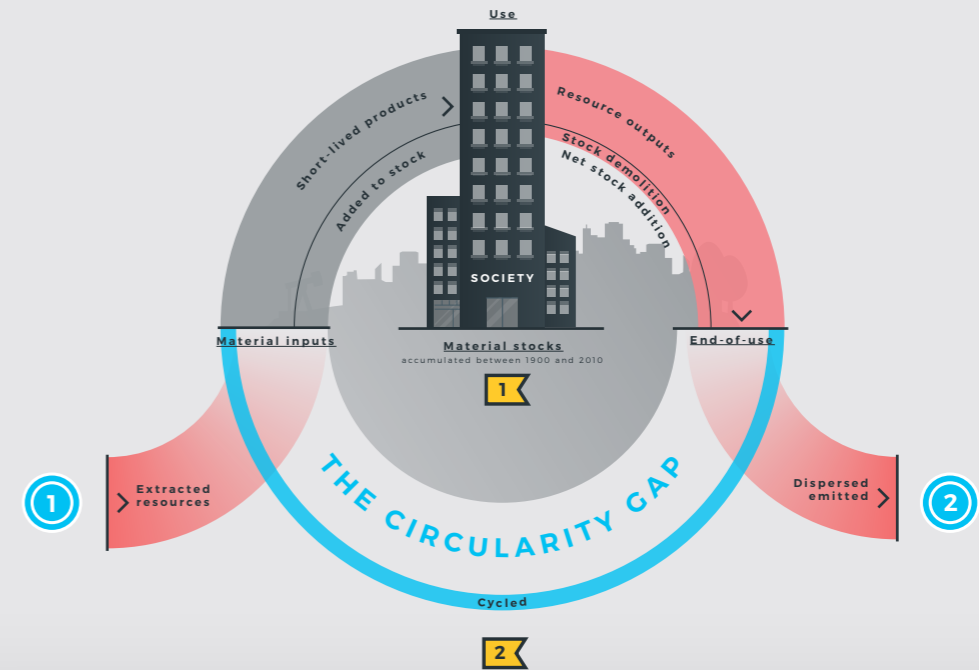 Use
Short-lived products
Added to stock
Resource outputs
Stock demolition
Net stock addition
SOCIETY
Material inputs
Material stocks
accumulated between 1900 and 2010
End-of-use
1
1
Extracted
resources
Dispersed
emitted
2
THE CIRCULARITY GAP
Cycled
2